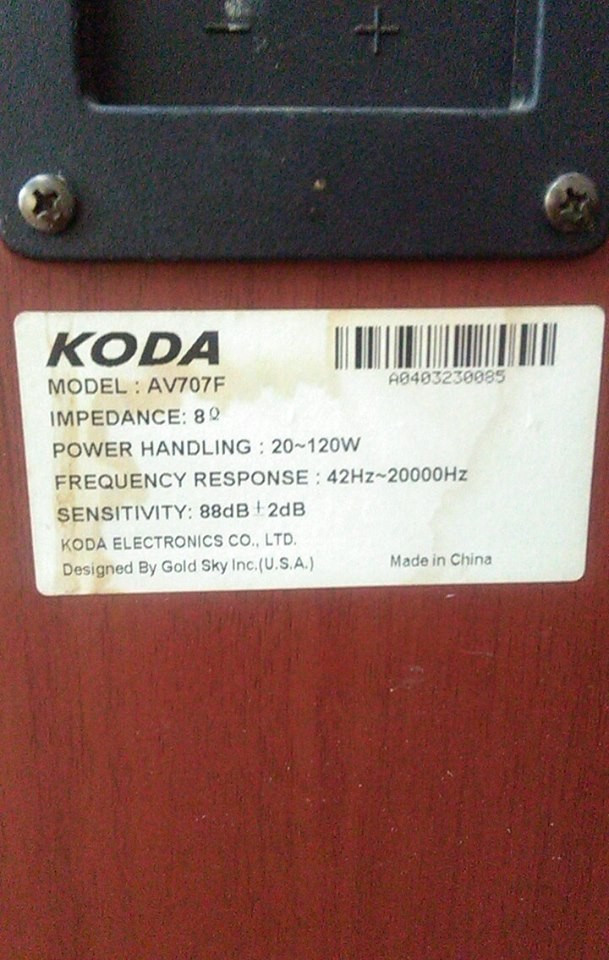 - +
KODA
A0403230085
MODEL : AV707F
IMPEDANCE: 8Ω
POWER HANDLING : 20~120W
FREQUENCY RESPONSE : 42Hz~20000Hz
SENSITIVITY: 88dB ± 2dB
KODA ELECTRONICS CO., LTD.
Designed By Gold Sky Inc.(U.S.A.) Made in China